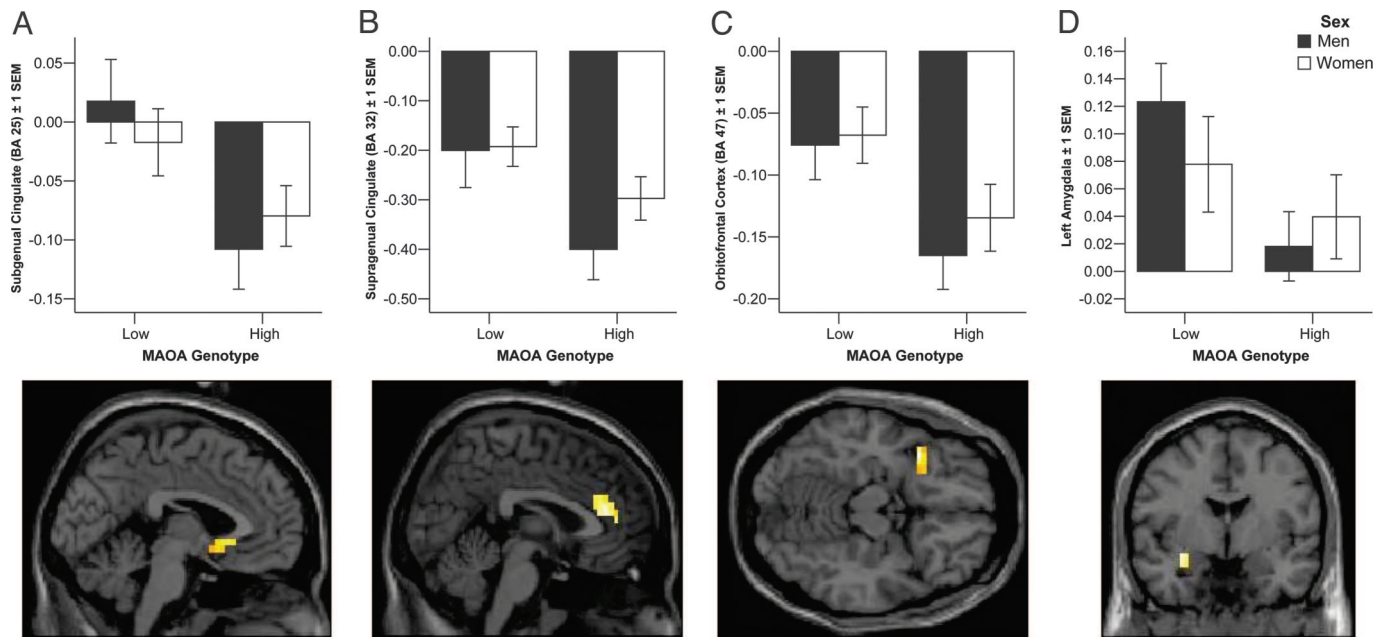 A
Subgenual Cingulate (BA 25) ± 1 SEM
0.05
0.00
-0.05
-0.10
-0.15
Low
High
MAOA Genotype
B
Supragenual Cingulate (BA 32) ± 1 SEM
0.00
-0.10
-0.20
-0.30
-0.40
-0.50
Low
High
MAOA Genotype
C
Orbitofrontal Cortex (BA 47) ± 1 SEM
0.00
-0.05
-0.10
-0.15
-0.20
Low
High
MAOA Genotype
D
Left Amygdala ± 1 SEM
0.16
0.14
0.12
0.10
0.08
0.06
0.04
0.02
0.00
-0.02
Low
High
MAOA Genotype
Sex
Men
Women